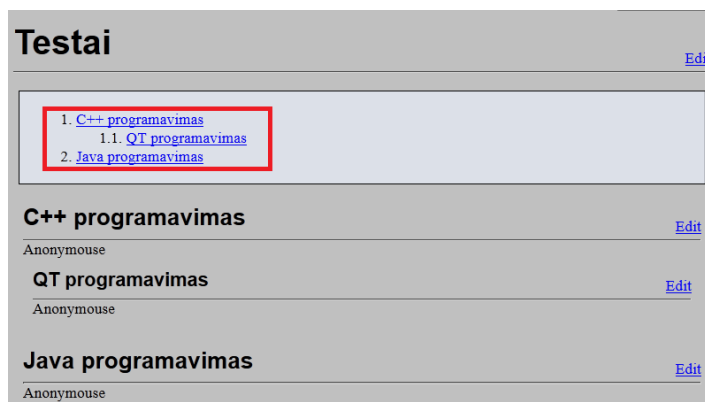 Testai
Edi
1. C++ programavimas
1.1. QT programavimas
2. Java programavimas
C++ programavimas
Edit
Anonymouse
QT programavimas
Edit
Anonymouse
Java programavimas
Edit
Anonymouse